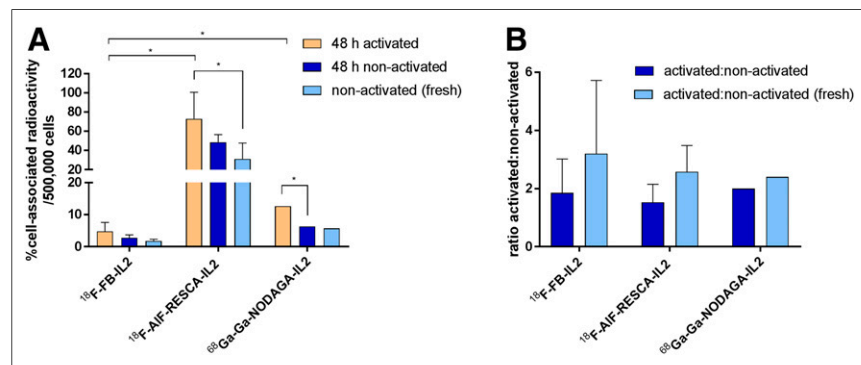 A
*
*
*
*
48 h activated
48 h non-activated
non-activated (fresh)
%cell-associated radioactivity
/500,000 cells
120
100
80
60
40
20
20
10
0
¹⁸F-FB-IL2
¹⁸F-AlF-RESCA-IL2
⁶⁸Ga-Ga-NODAGA-IL2
B
activated:non-activated
activated:non-activated (fresh)
ratio activated:non-activated
6
4
2
0
¹⁸F-FB-IL2
¹⁸F-AlF-RESCA-IL2
⁶⁸Ga-Ga-NODAGA-IL2